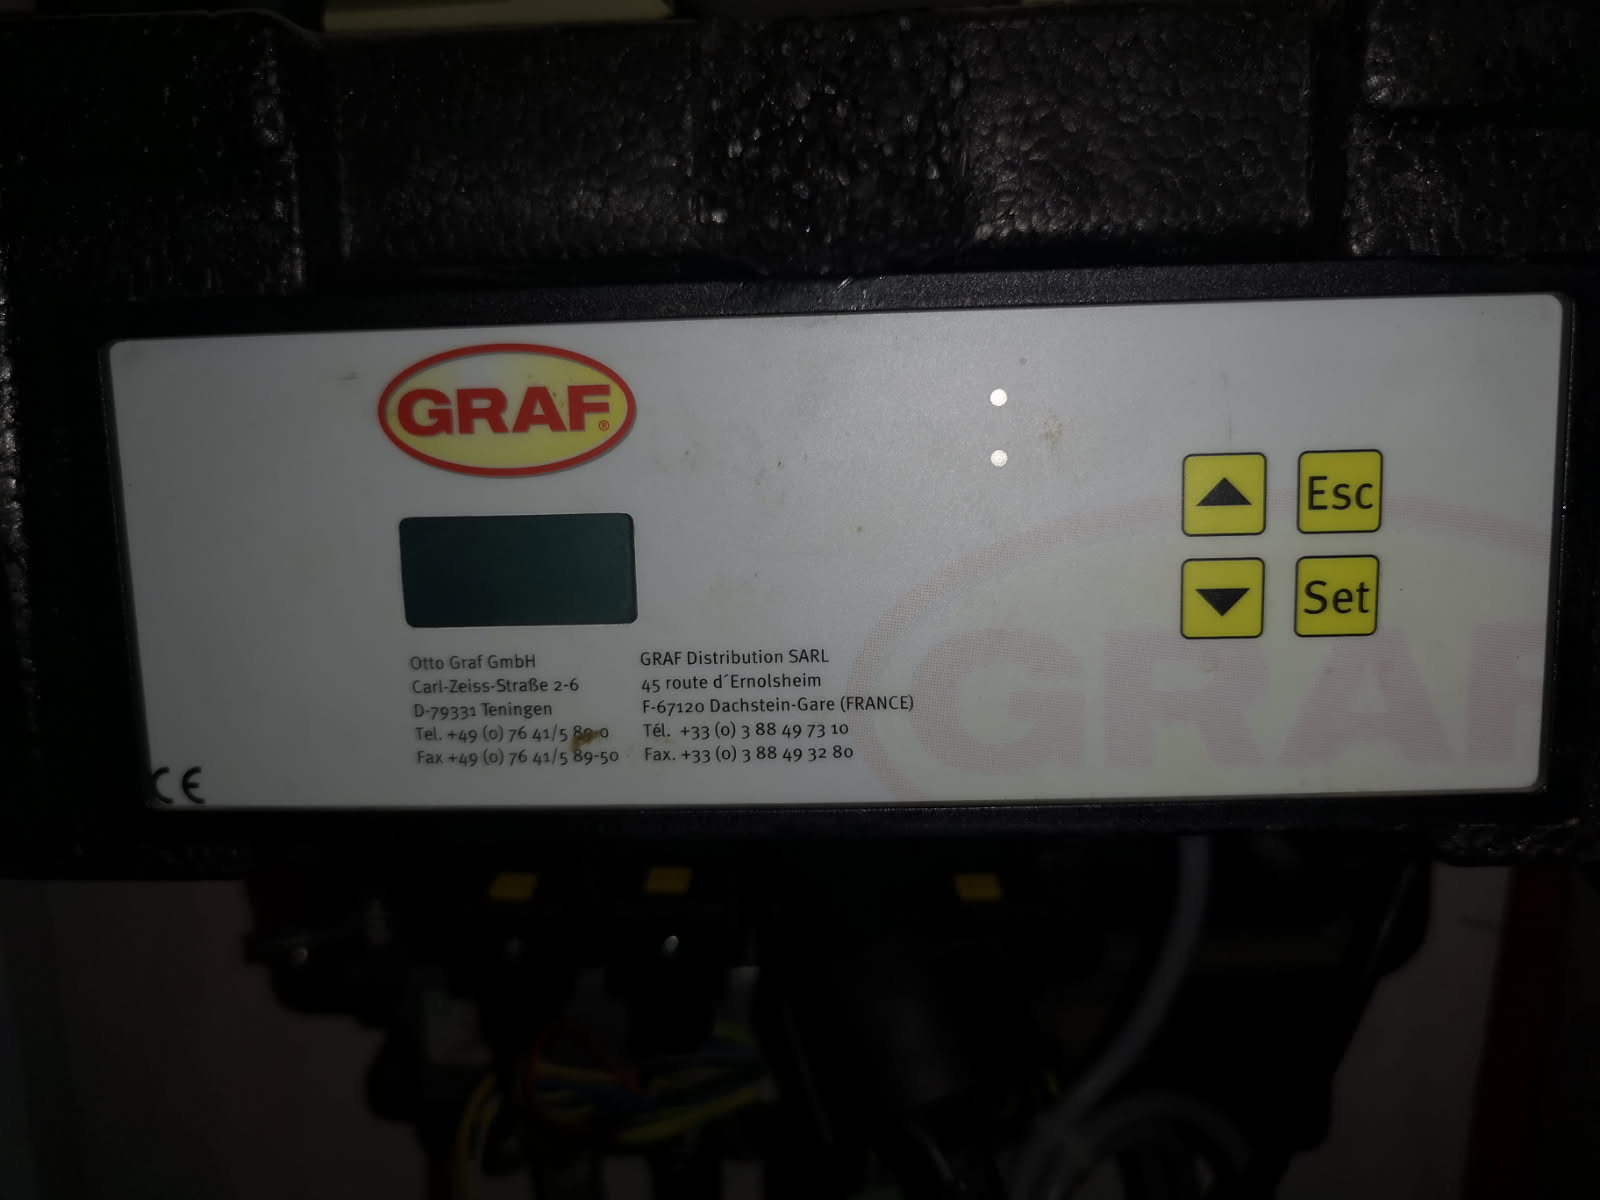 GRAF®
Esc
Set
Otto Graf GmbH
Carl-Zeiss-Straße 2-6
D-79331 Teningen
Tel. +49 (0) 76 41/5 89-0
Fax +49 (0) 76 41/5 89-50
GRAF Distribution SARL
45 route d´Ernolsheim
F-67120 Dachstein-Gare (FRANCE)
Tél. +33 (0) 3 88 49 73 10
Fax. +33 (0) 3 88 49 32 80
GRAF
CE